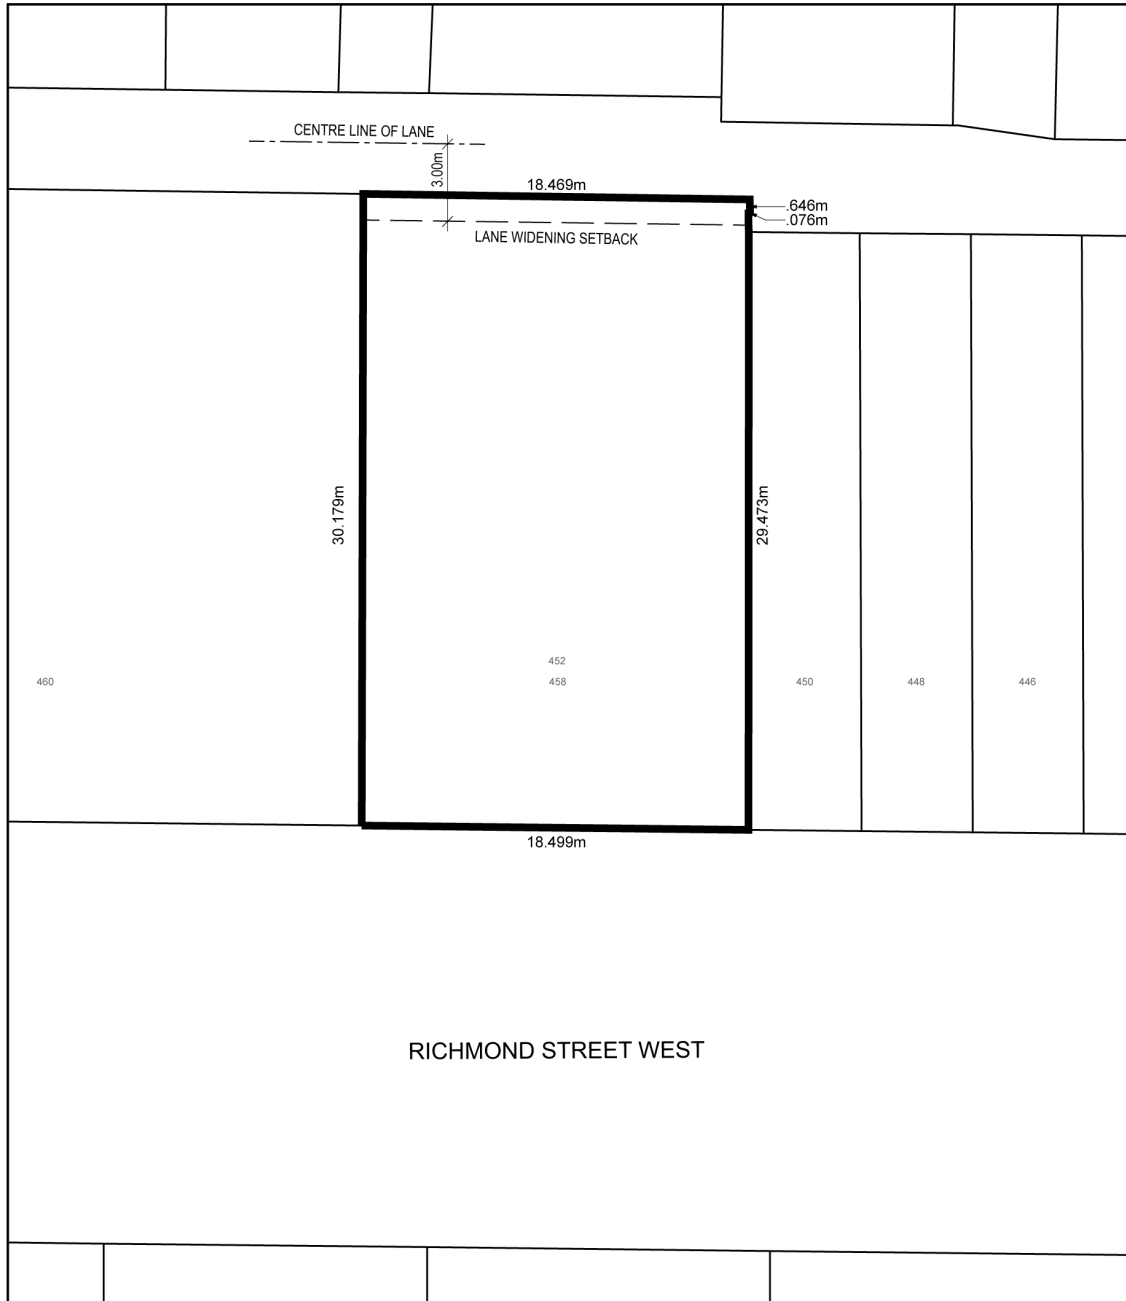 CENTRE LINE OF LANE
3.00m
18.469m
.646m
.076m
LANE WIDENING SETBACK
30.179m
29.473m
452
460
458
450
448
446
18.499m
RICHMOND STREET WEST